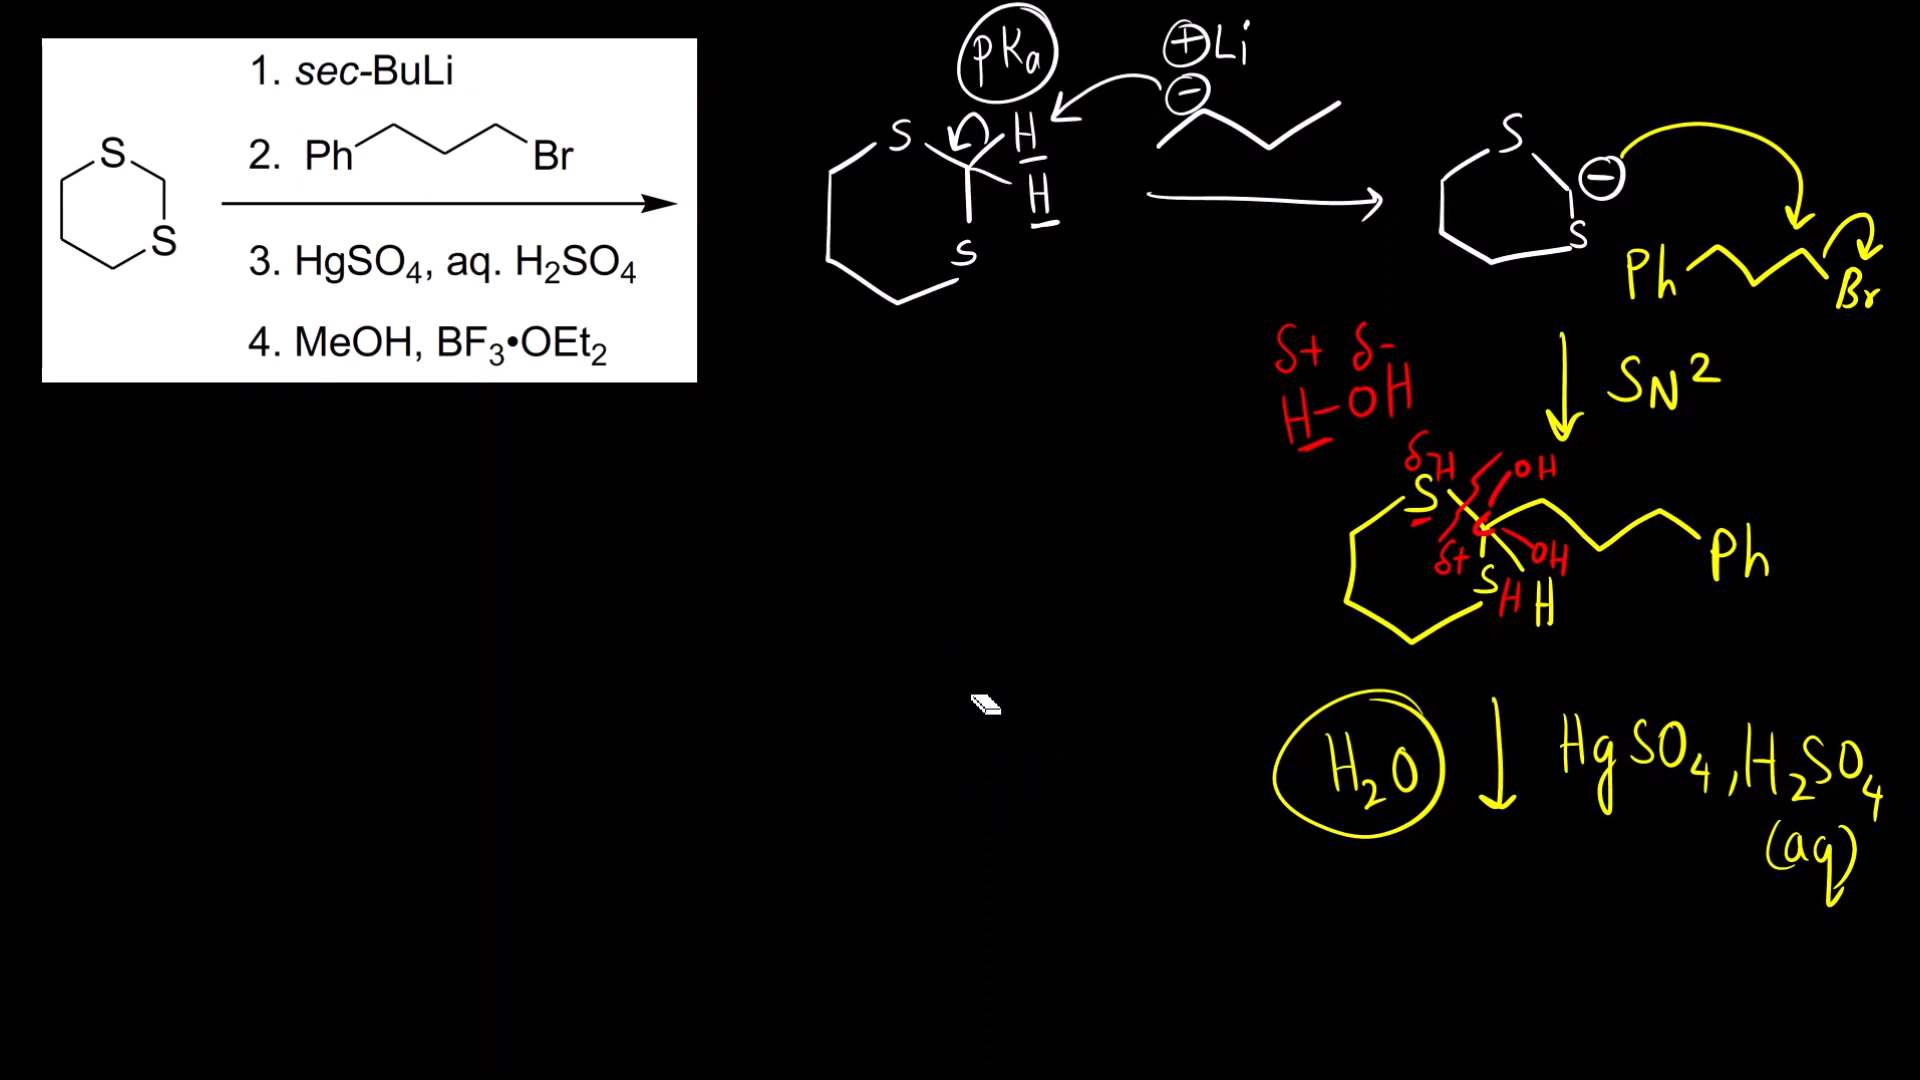 1. sec-BuLi
2. Ph Br
S
S
3. HgSO4, aq. H2SO4
4. MeOH, BF3•OEt2
pKa
⊕Li
⊖
S H
H
S
S ⊖
S
Ph Br
SN2
δ+ δ-
H-OH
δ- H OH
S C
δ+ OH Ph
S H H
H2O
HgSO4, H2SO4
(aq)